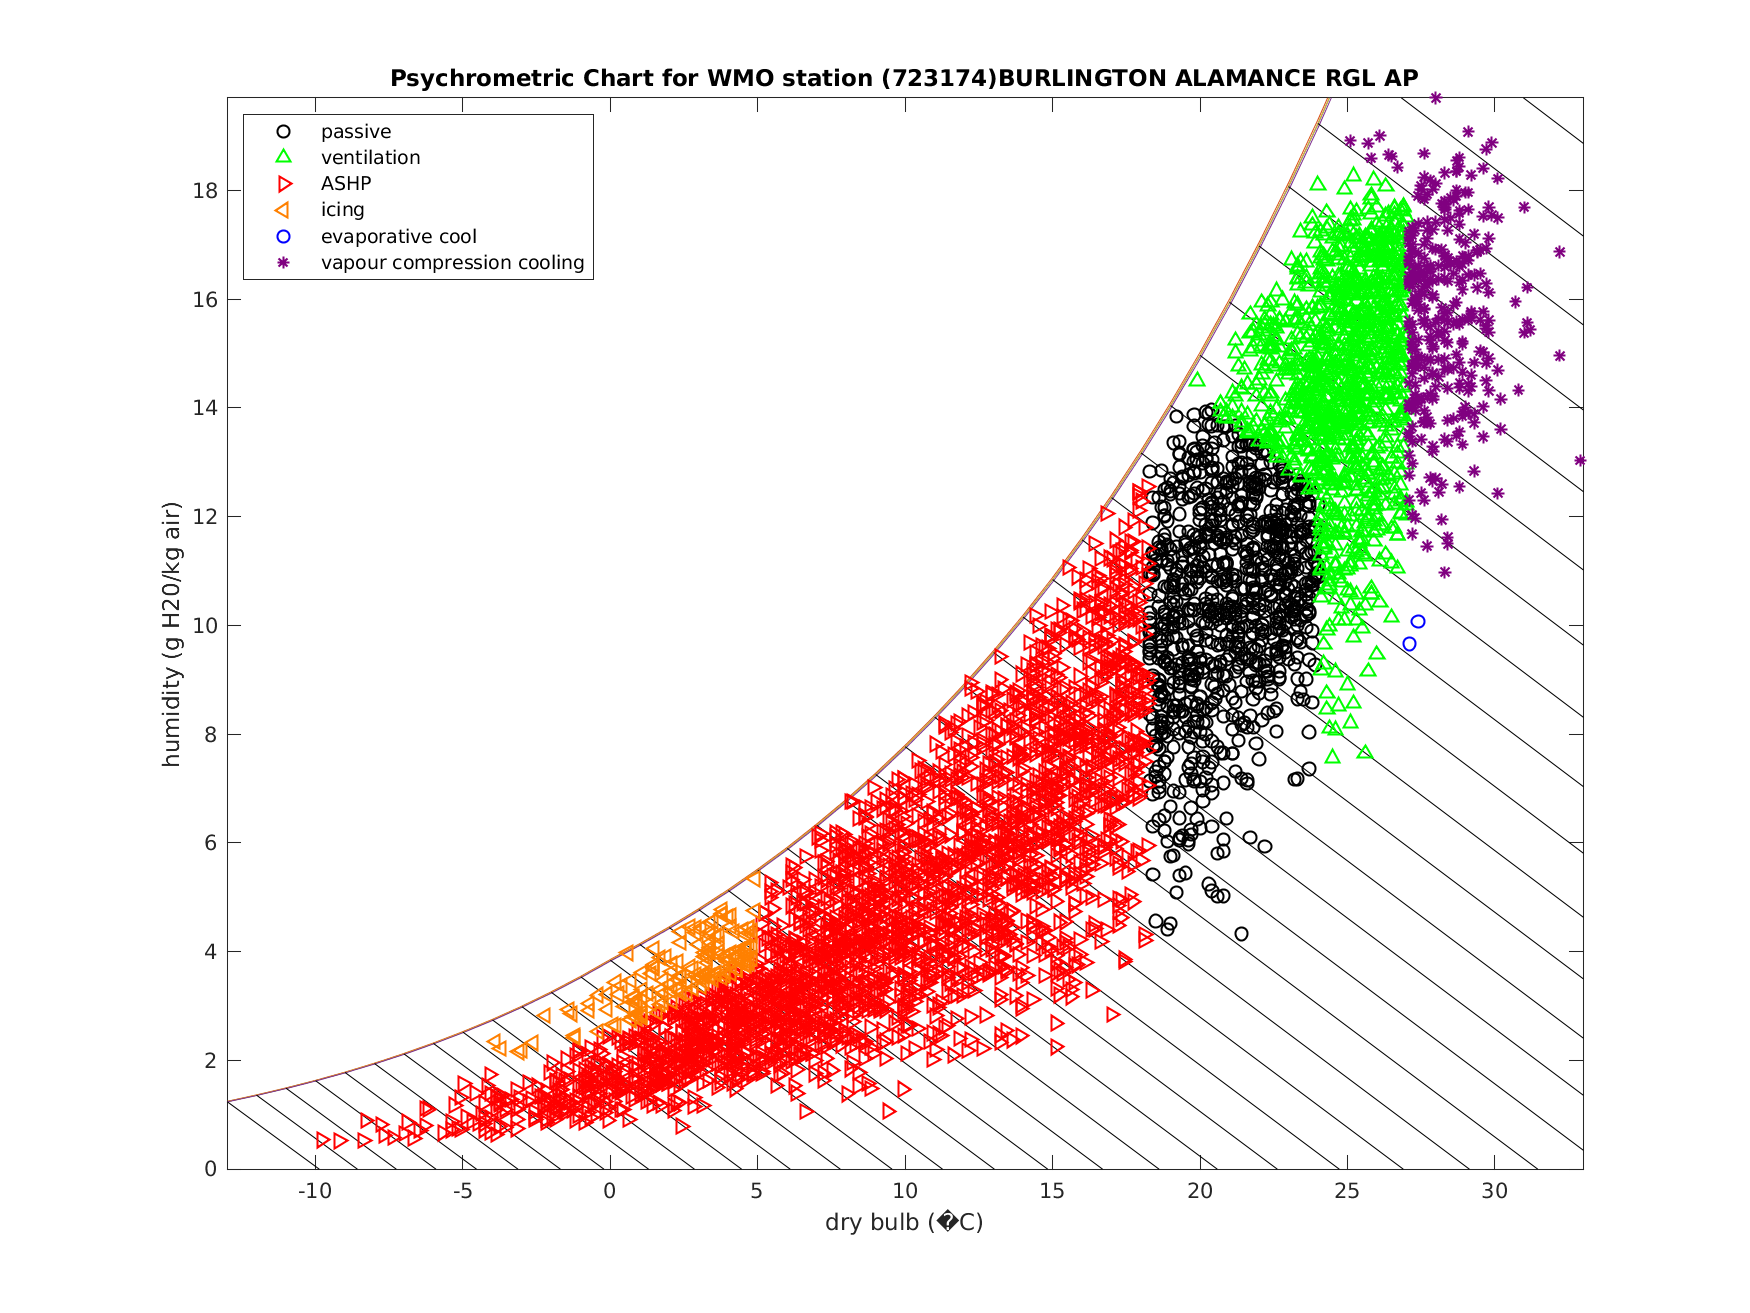 Psychrometric Chart for WMO station (723174)BURLINGTON ALAMANCE RGL AP
passive
ventilation
ASHP
icing
evaporative cool
vapour compression cooling
humidity (g H20/kg air)
18
16
14
12
10
8
6
4
2
0
-10 -5 0 5 10 15 20 25 30
dry bulb (�C)